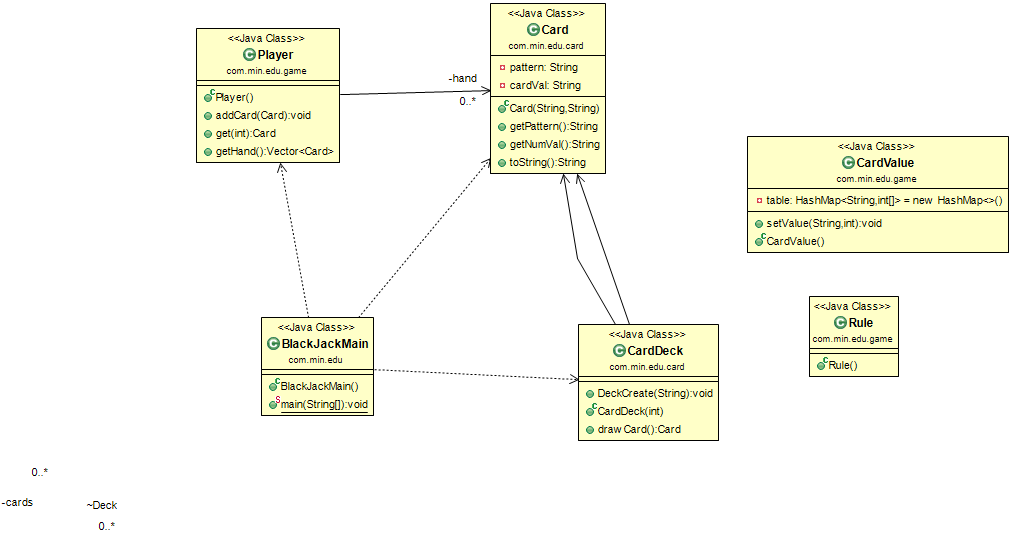 <<Java Class>>
Player
com.min.edu.game
Player()
addCard(Card):void
get(int):Card
getHand():Vector<Card>
-hand
0..*
<<Java Class>>
Card
com.min.edu.card
pattern: String
cardVal: String
Card(String,String)
getPattern():String
getNumVal():String
toString():String
<<Java Class>>
CardValue
com.min.edu.game
table: HashMap<String,int[]> = new HashMap<>()
setValue(String,int):void
CardValue()
<<Java Class>>
Rule
com.min.edu.game
Rule()
<<Java Class>>
BlackJackMain
com.min.edu
BlackJackMain()
main(String[]):void
<<Java Class>>
CardDeck
com.min.edu.card
DeckCreate(String):void
CardDeck(int)
draw Card():Card
0..*
-cards
~Deck
0..*